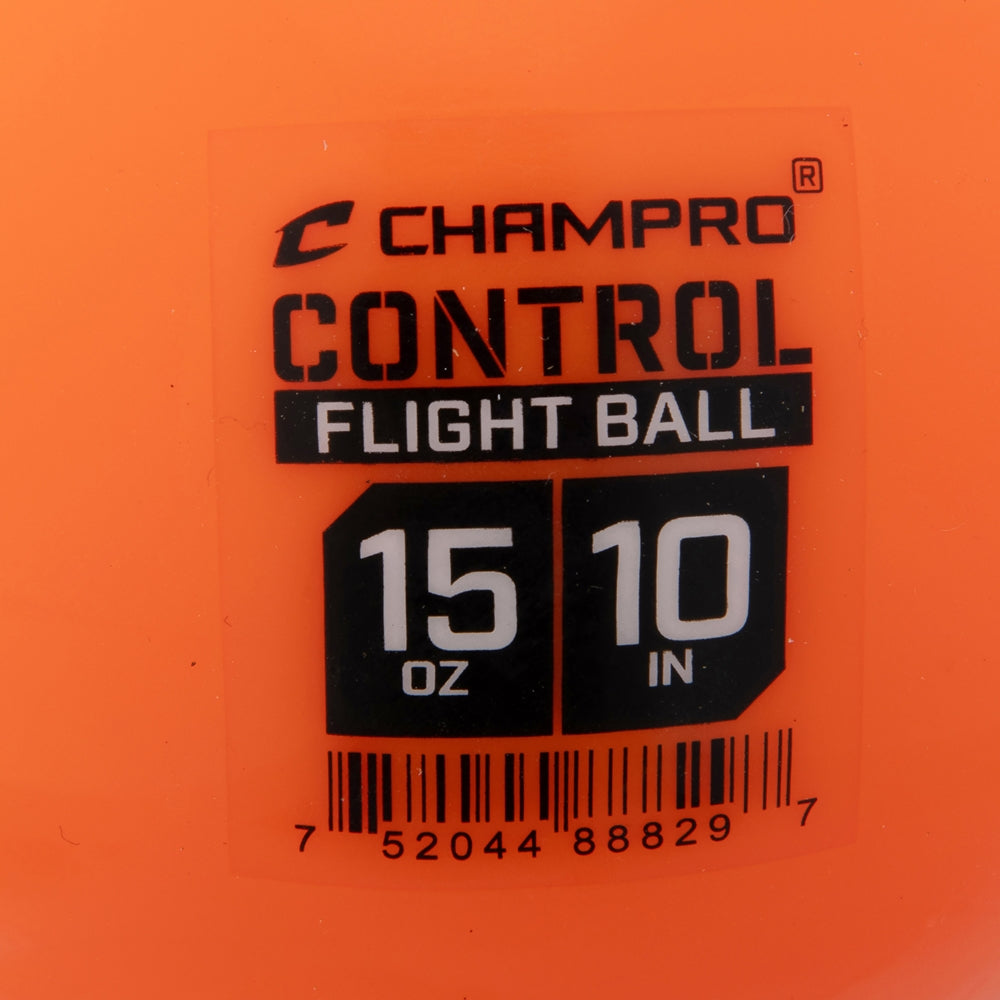 CHAMPRO®
CONTROL
FLIGHT BALL
15 10
OZ IN
7 52044 88829 7